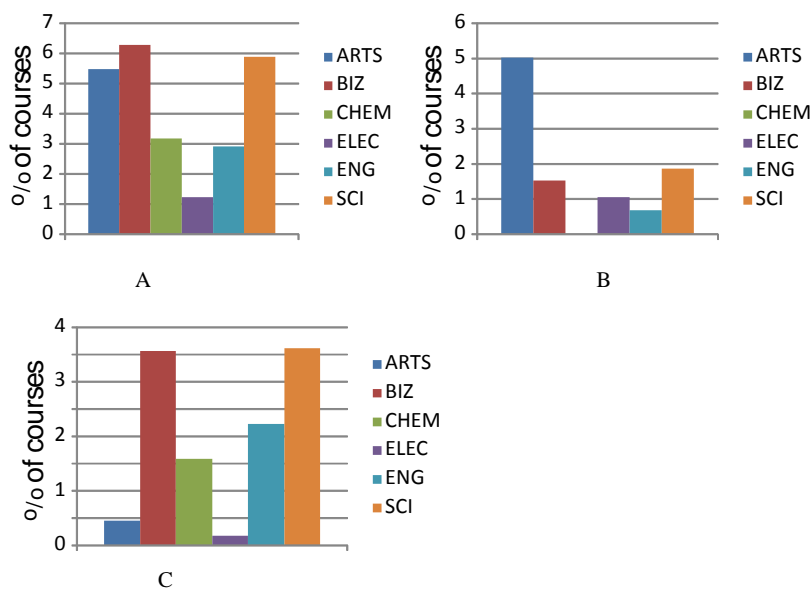 % of courses
7
6
5
4
3
2
1
0
ARTS
BIZ
CHEM
ELEC
ENG
SCI
A
% of courses
6
5
4
3
2
1
0
ARTS
BIZ
CHEM
ELEC
ENG
SCI
B
% of courses
4
3
2
1
0
ARTS
BIZ
CHEM
ELEC
ENG
SCI
C